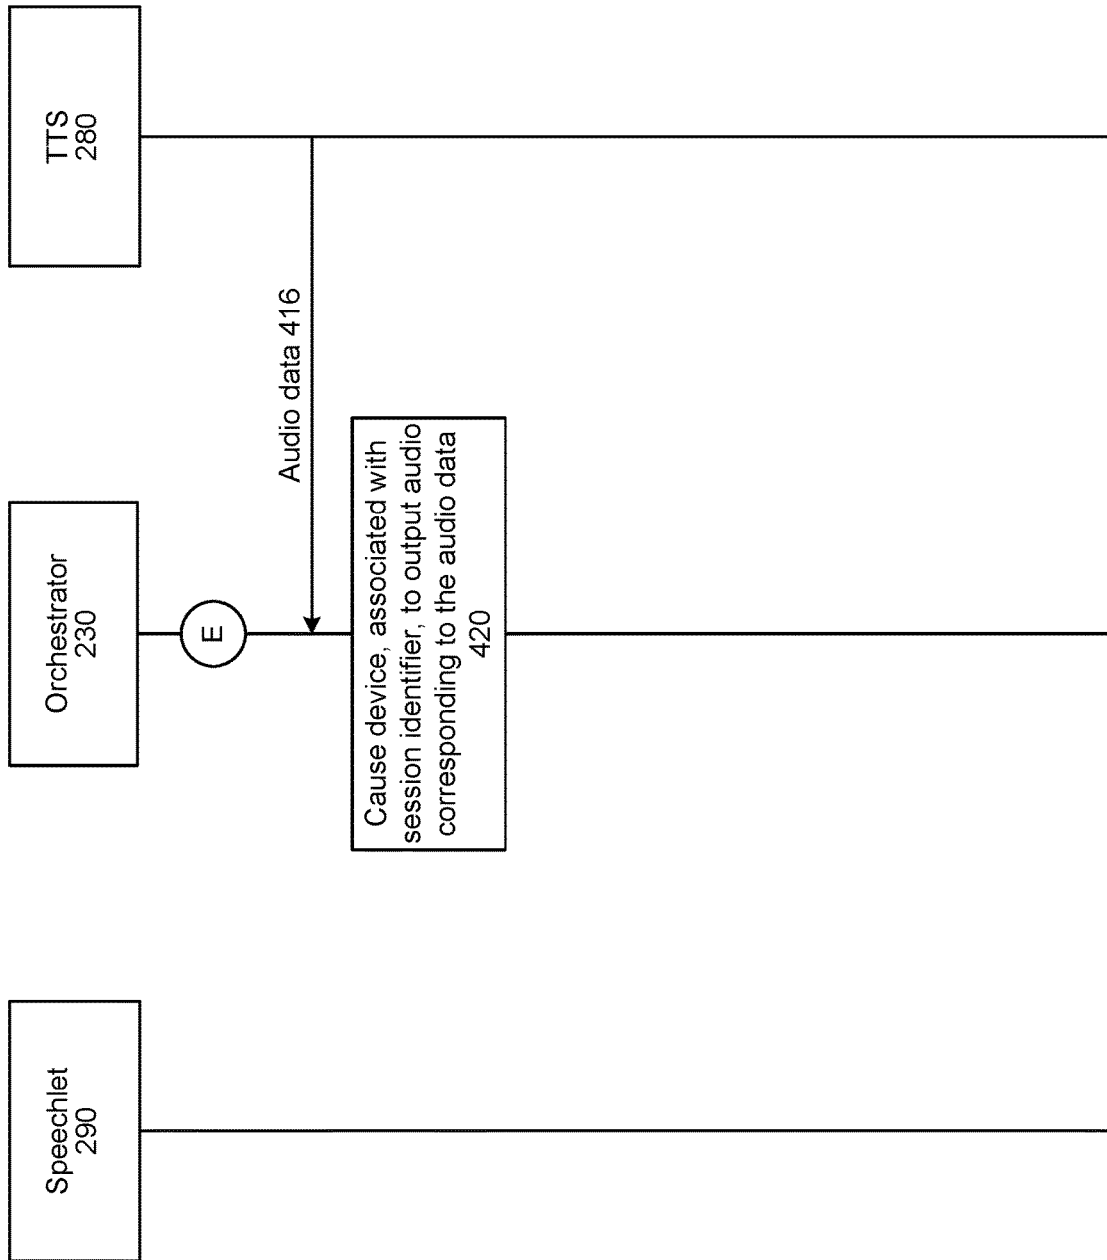 Speechlet
290
Orchestrator
230
TTS
280
E
Audio data 416
Cause device, associated with
session identifier, to output audio
corresponding to the audio data
420